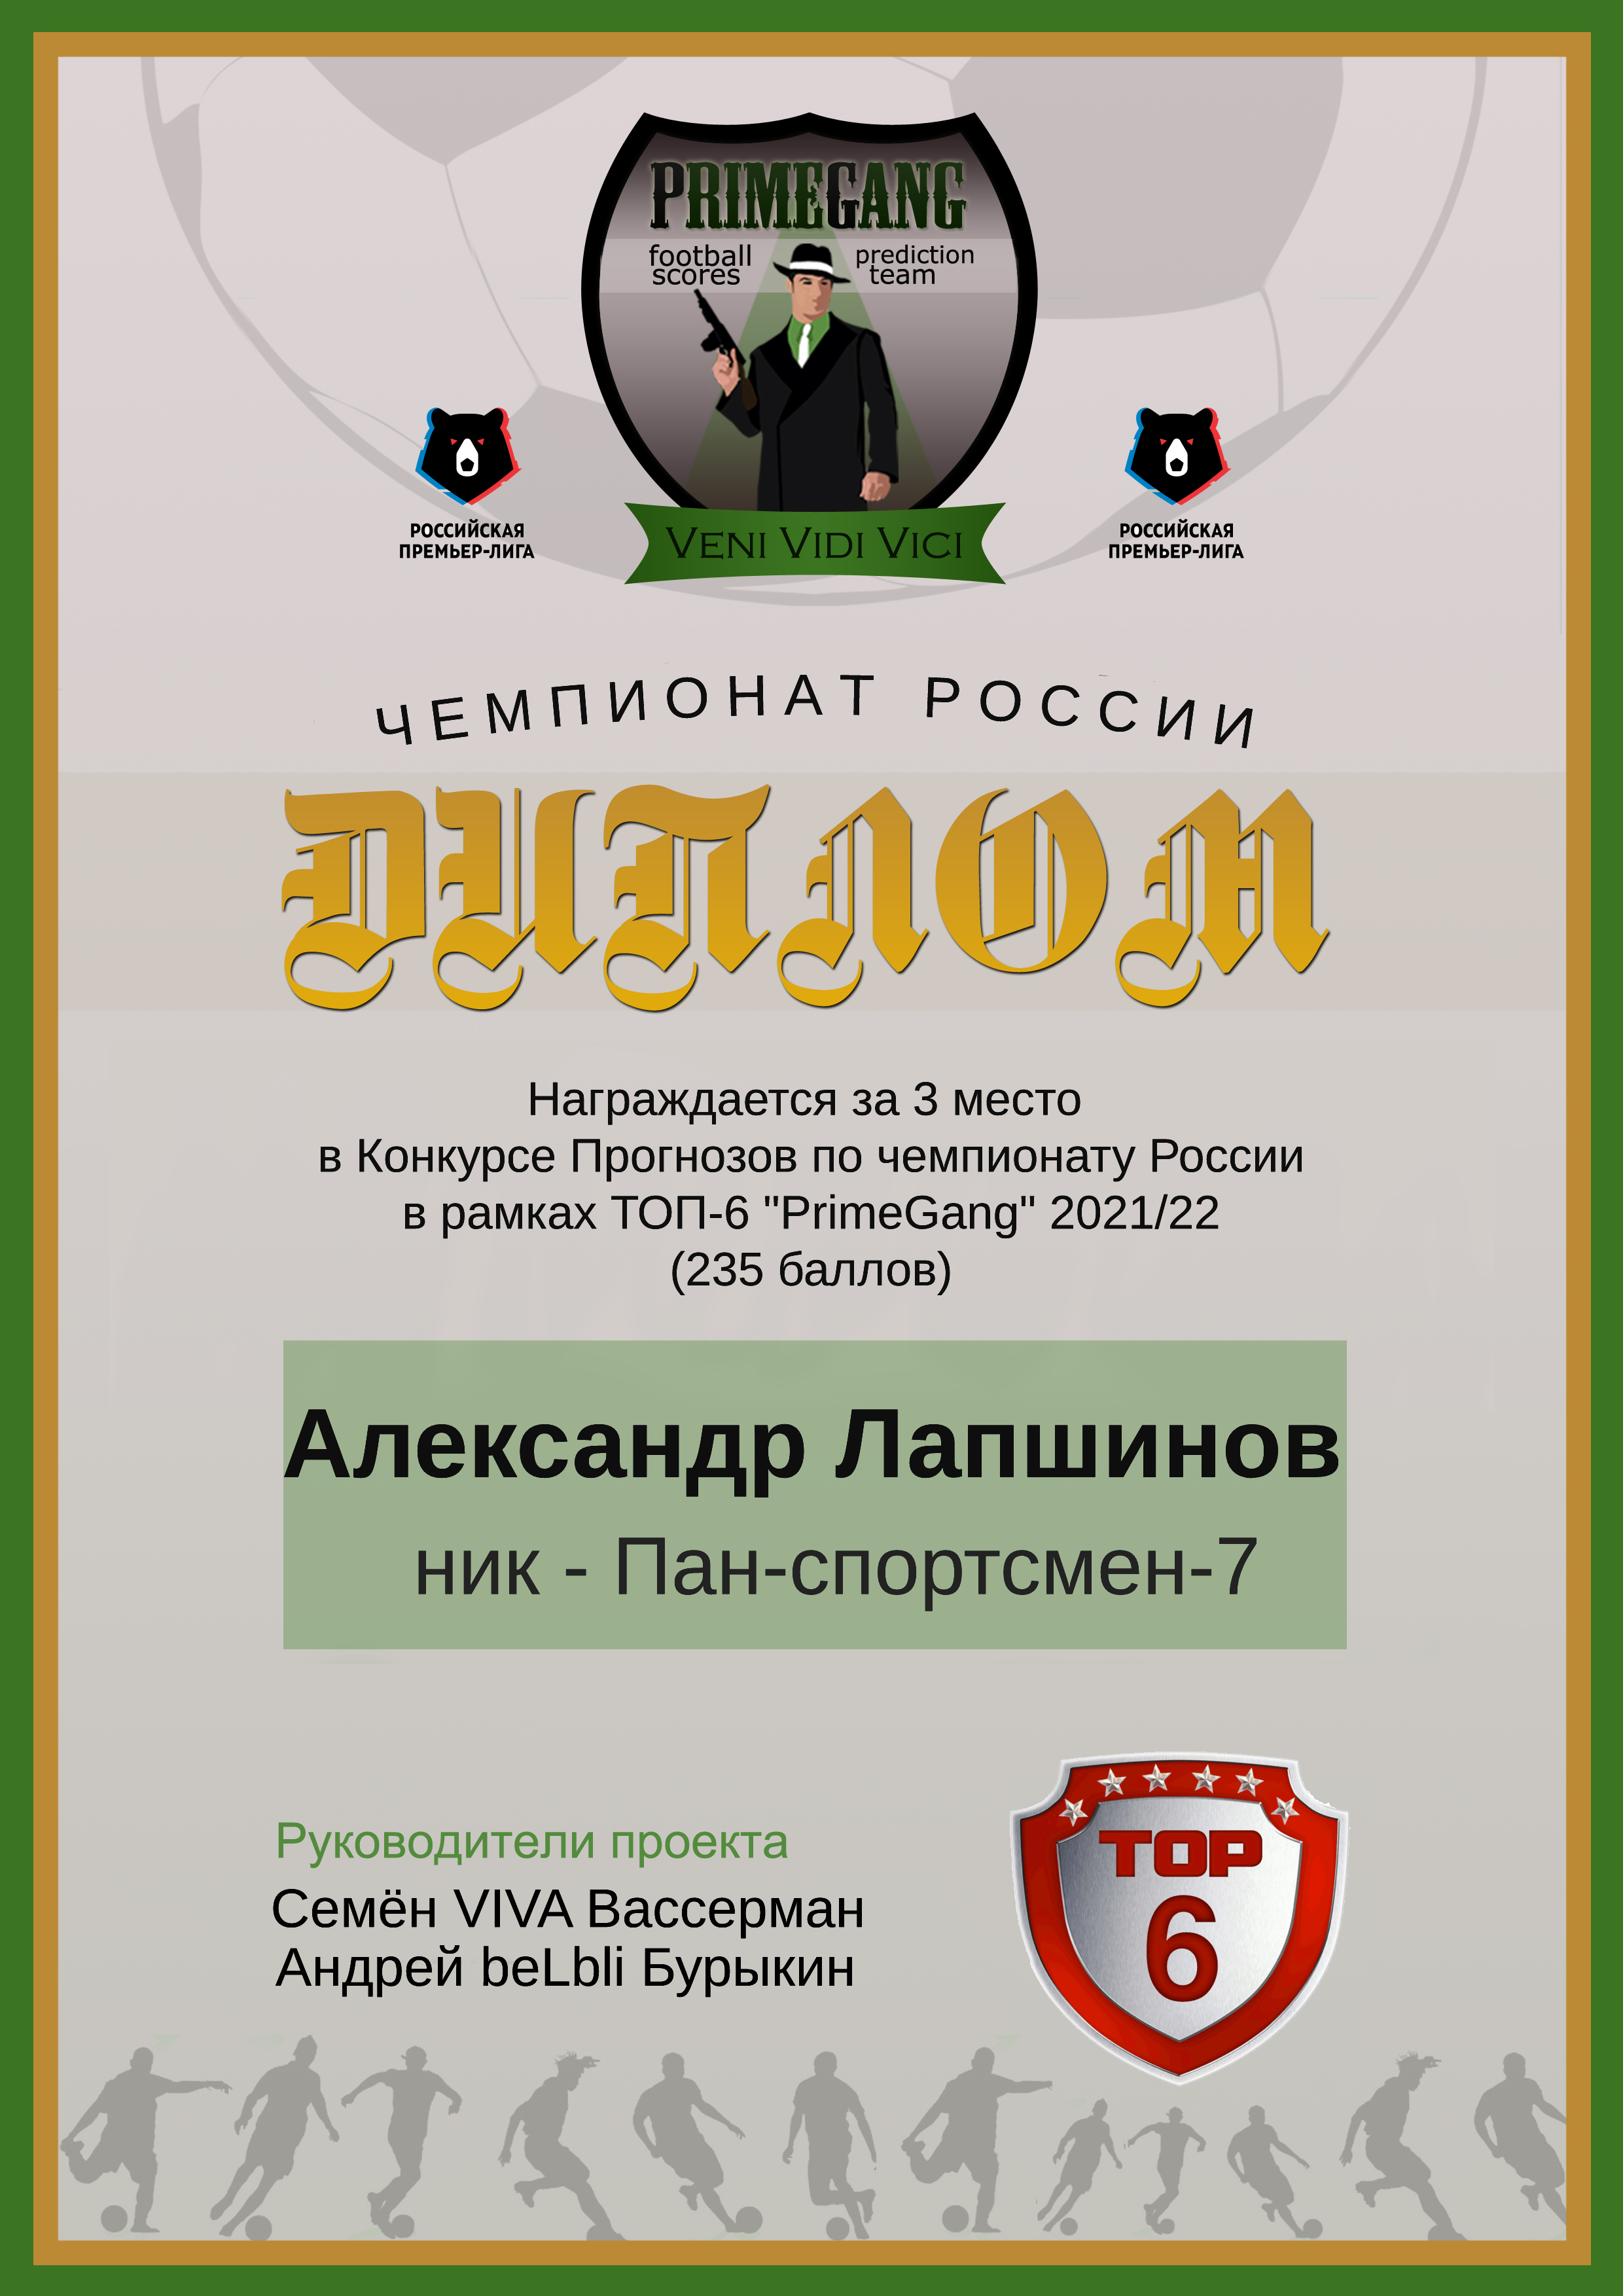 PRIMEGANG
football scores
prediction team
VENI VIDI VICI
РОССИЙСКАЯ
ПРЕМЬЕР-ЛИГА
РОССИЙСКАЯ
ПРЕМЬЕР-ЛИГА
ЧЕМПИОНАТ РОССИИ
ДИПЛОМ
Награждается за 3 место
в Конкурсе Прогнозов по чемпионату России
в рамках ТОП-6 "PrimeGang" 2021/22
(235 баллов)
Александр Лапшинов
ник - Пан-спортсмен-7
Руководители проекта
Семён VIVA Вассерман
Андрей beLbli Бурыкин
TOP
6